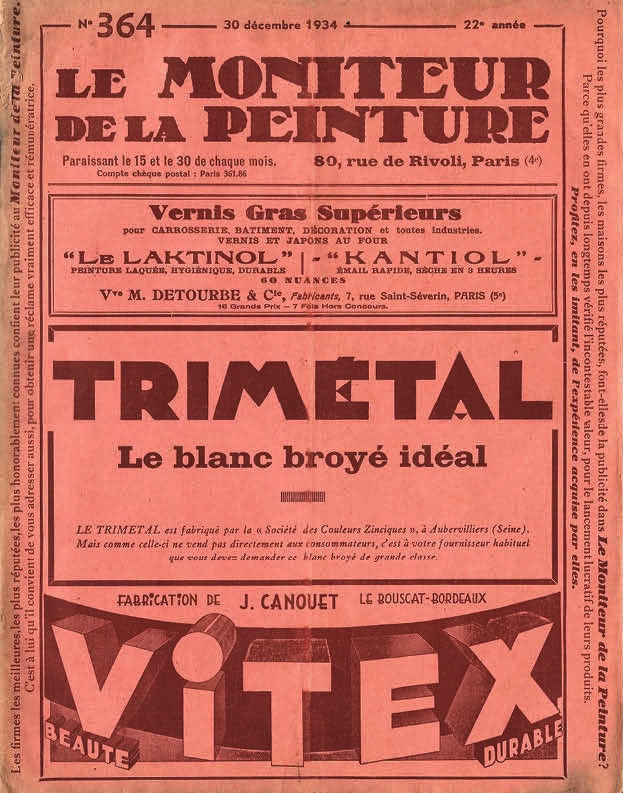 N° 364
30 décembre 1934
22e année
LE MONITEUR
DE LA PEINTURE
Paraissant le 15 et le 30 de chaque mois.
80, rue de Rivoli, Paris (4e)
Compte chèque postal : Paris 361.86
Vernis Gras Supérieurs
pour CARROSSERIE, BATIMENT, DÉCORATION et toutes industries.
VERNIS ET JAPONS AU FOUR
"LE LAKTINOL" | - "KANTIOL" -
PEINTURE LAQUÉE, HYGIÉNIQUE, DURABLE | ÉMAIL RAPIDE, SÈCHE EN 3 HEURES
60 NUANCES
Vve M. DETOURBE & Cie, Fabricants, 7, rue Saint-Séverin, PARIS (5e)
16 Grands Prix – 7 Fois Hors Concours.
TRIMÉTAL
Le blanc broyé idéal
LE TRIMETAL est fabriqué par la « Société des Couleurs Zinciques », à Aubervilliers (Seine).
Mais comme celle-ci ne vend pas directement aux consommateurs, c'est à votre fournisseur habituel
que vous devez demander ce blanc broyé de grande classe.
FABRiCATiON DE J. CANOUET LE BOUSCAT-BORDEAUX
ViTEX
BEAUTE
DURABLE
Les firmes les meilleures, les plus réputées, les plus honorablement connues confient leur publicité au Moniteur de la Peinture.
C'est à lui qu'il convient de vous adresser aussi, pour obtenir une réclame vraiment efficace et rémunératrice.
Pourquoi les plus grandes firmes, les maisons les plus réputées, font-elles de la publicité dans Le Moniteur de la Peinture?
Parce qu'elles en ont depuis longtemps vérifié l'incontestable valeur, pour le lancement lucratif de leurs produits.
Profitez, en les imitant, de l'expérience acquise par elles.